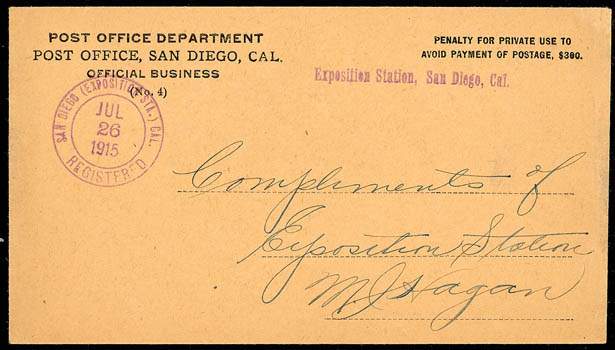 POST OFFICE DEPARTMENT
POST OFFICE, SAN DIEGO, CAL.
OFFICIAL BUSINESS
(No. 4)
PENALTY FOR PRIVATE USE TO
AVOID PAYMENT OF POSTAGE, $300.
Exposition Station, San Diego, Cal.
SAN DIEGO (EXPOSITION STA.) CAL.
JUL
26
1915
REGISTERED
Compliments of
Exposition Station
M J Hagan